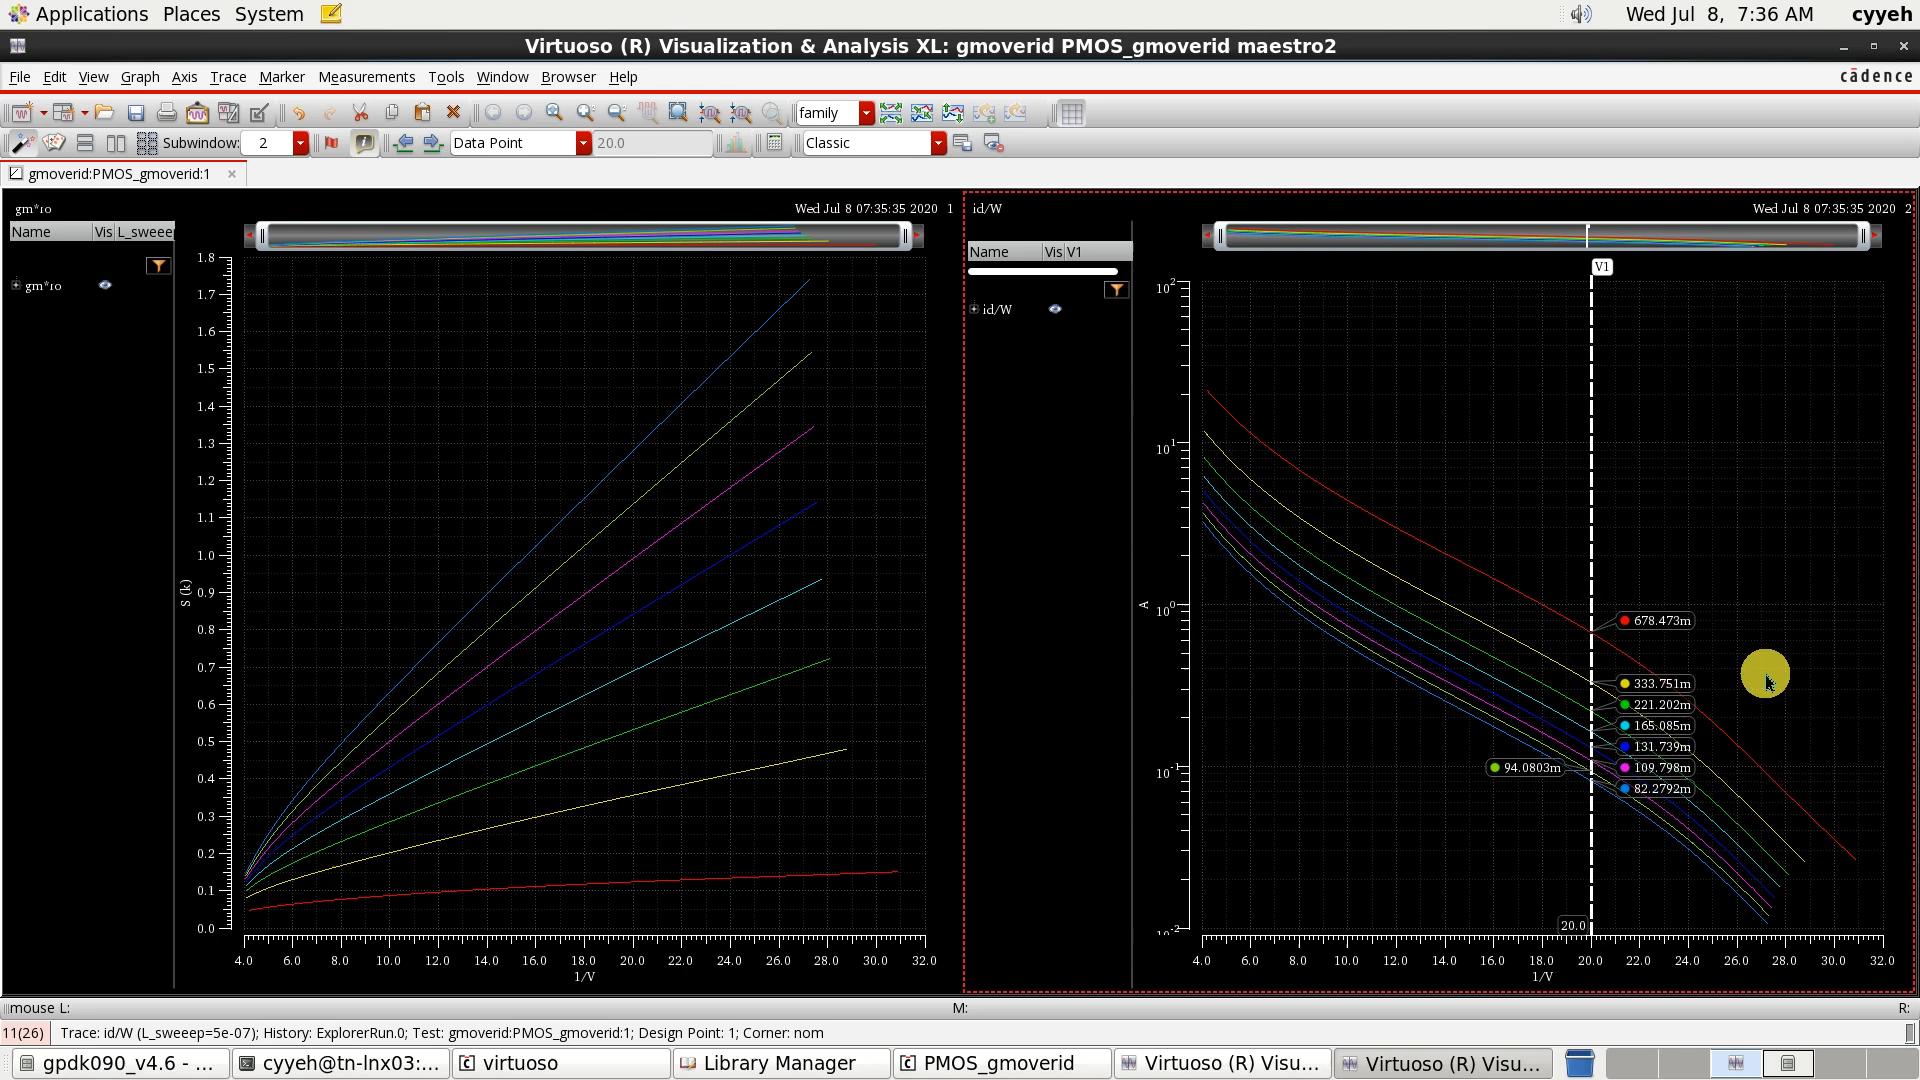 Applications Places System
Wed Jul 8, 7:36 AM cyyeh
Virtuoso (R) Visualization & Analysis XL: gmoverid PMOS_gmoverid maestro2
File Edit View Graph Axis Trace Marker Measurements Tools Window Browser Help
cādence
family
Subwindow: 2
Data Point
20.0
Classic
gmoverid:PMOS_gmoverid:1
gm*ro
Wed Jul 8 07:35:35 2020 1
Name Vis L_sweee
gm*ro
1.8
1.7
1.6
1.5
1.4
1.3
1.2
1.1
1.0
0.9
0.8
0.7
0.6
0.5
0.4
0.3
0.2
0.1
0.0
S (k)
4.0 6.0 8.0 10.0 12.0 14.0 16.0 18.0 20.0 22.0 24.0 26.0 28.0 30.0 32.0
1/V
id/W
Wed Jul 8 07:35:35 2020 2
Name Vis V1
id/W
V1
10²
10¹
10⁰
10⁻¹
A
678.473m
333.751m
221.202m
165.085m
131.739m
94.0803m 109.798m
82.2792m
20.0
4.0 6.0 8.0 10.0 12.0 14.0 16.0 18.0 20.0 22.0 24.0 26.0 28.0 30.0 32.0
1/V
mouse L: M: R:
11(26) Trace: id/W (L_sweeep=5e-07); History: ExplorerRun.0; Test: gmoverid:PMOS_gmoverid:1; Design Point: 1; Corner: nom
gpdk090_v4.6 - ... cyyeh@tn-lnx03:... virtuoso Library Manager PMOS_gmoverid Virtuoso (R) Visu... Virtuoso (R) Visu...